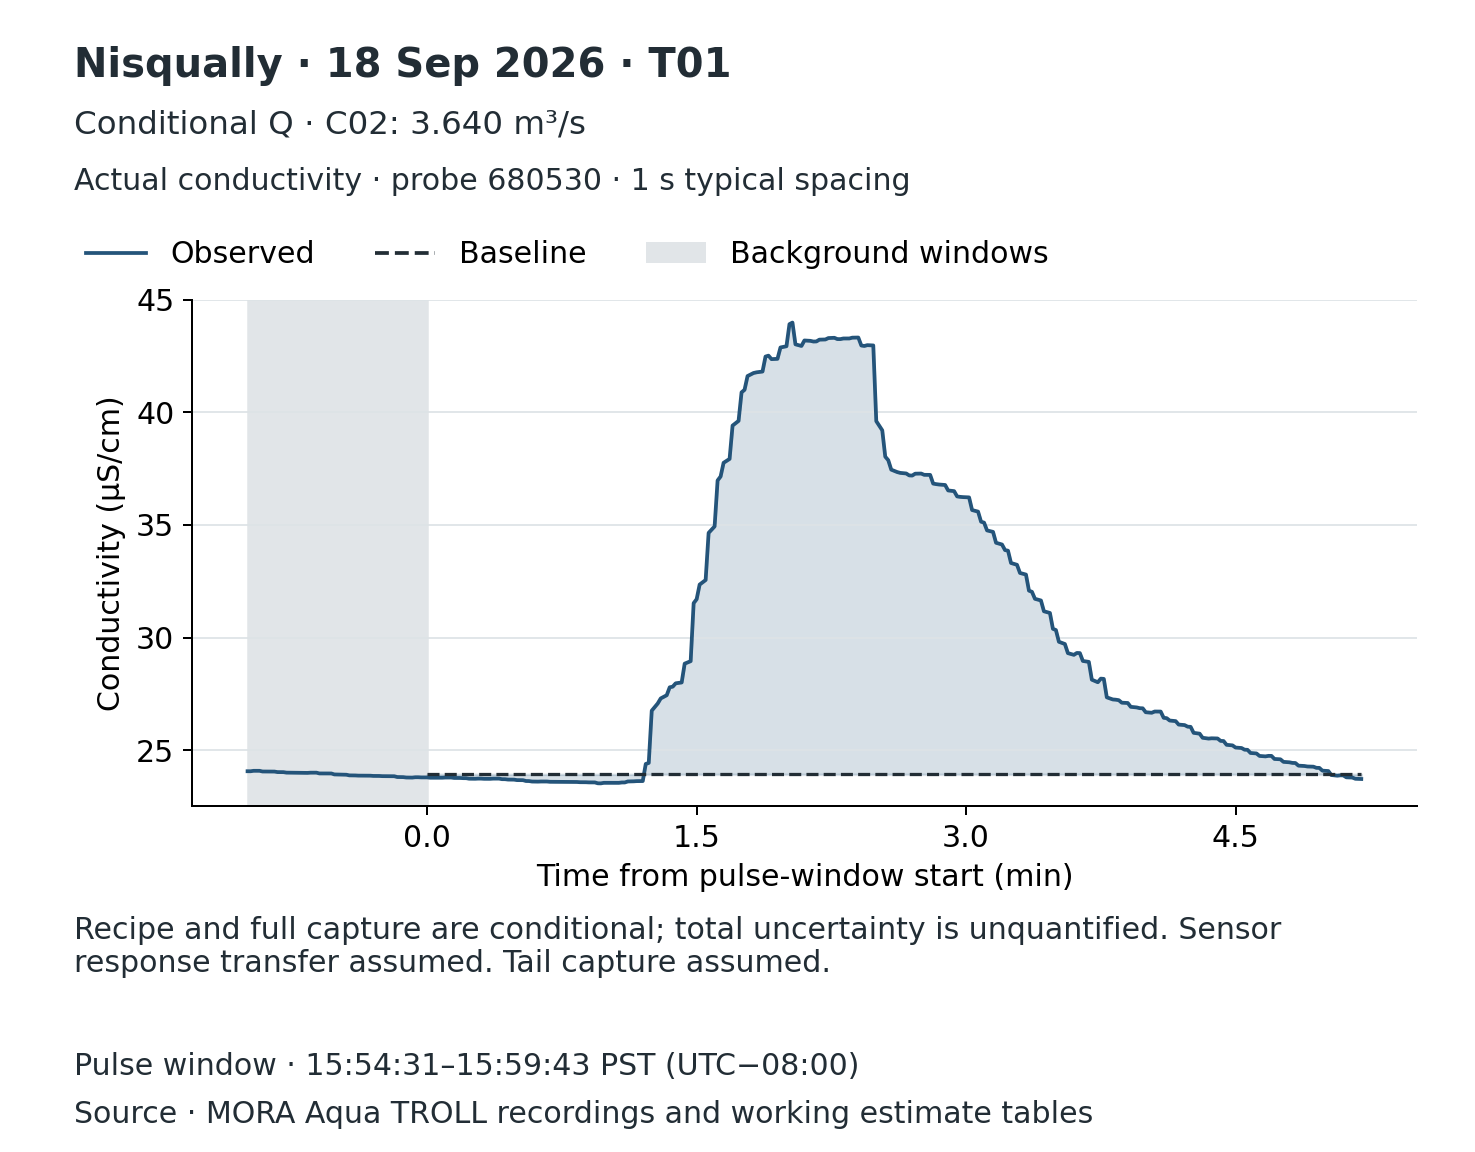 Nisqually · 18 Sep 2026 · T01
Conditional Q · C02: 3.640 m³/s
Actual conductivity · probe 680530 · 1 s typical spacing
Observed
Baseline
Background windows
45
40
35
30
25
Conductivity (µS/cm)
0.0
1.5
3.0
4.5
Time from pulse-window start (min)
Recipe and full capture are conditional; total uncertainty is unquantified. Sensor
response transfer assumed. Tail capture assumed.
Pulse window · 15:54:31–15:59:43 PST (UTC−08:00)
Source · MORA Aqua TROLL recordings and working estimate tables